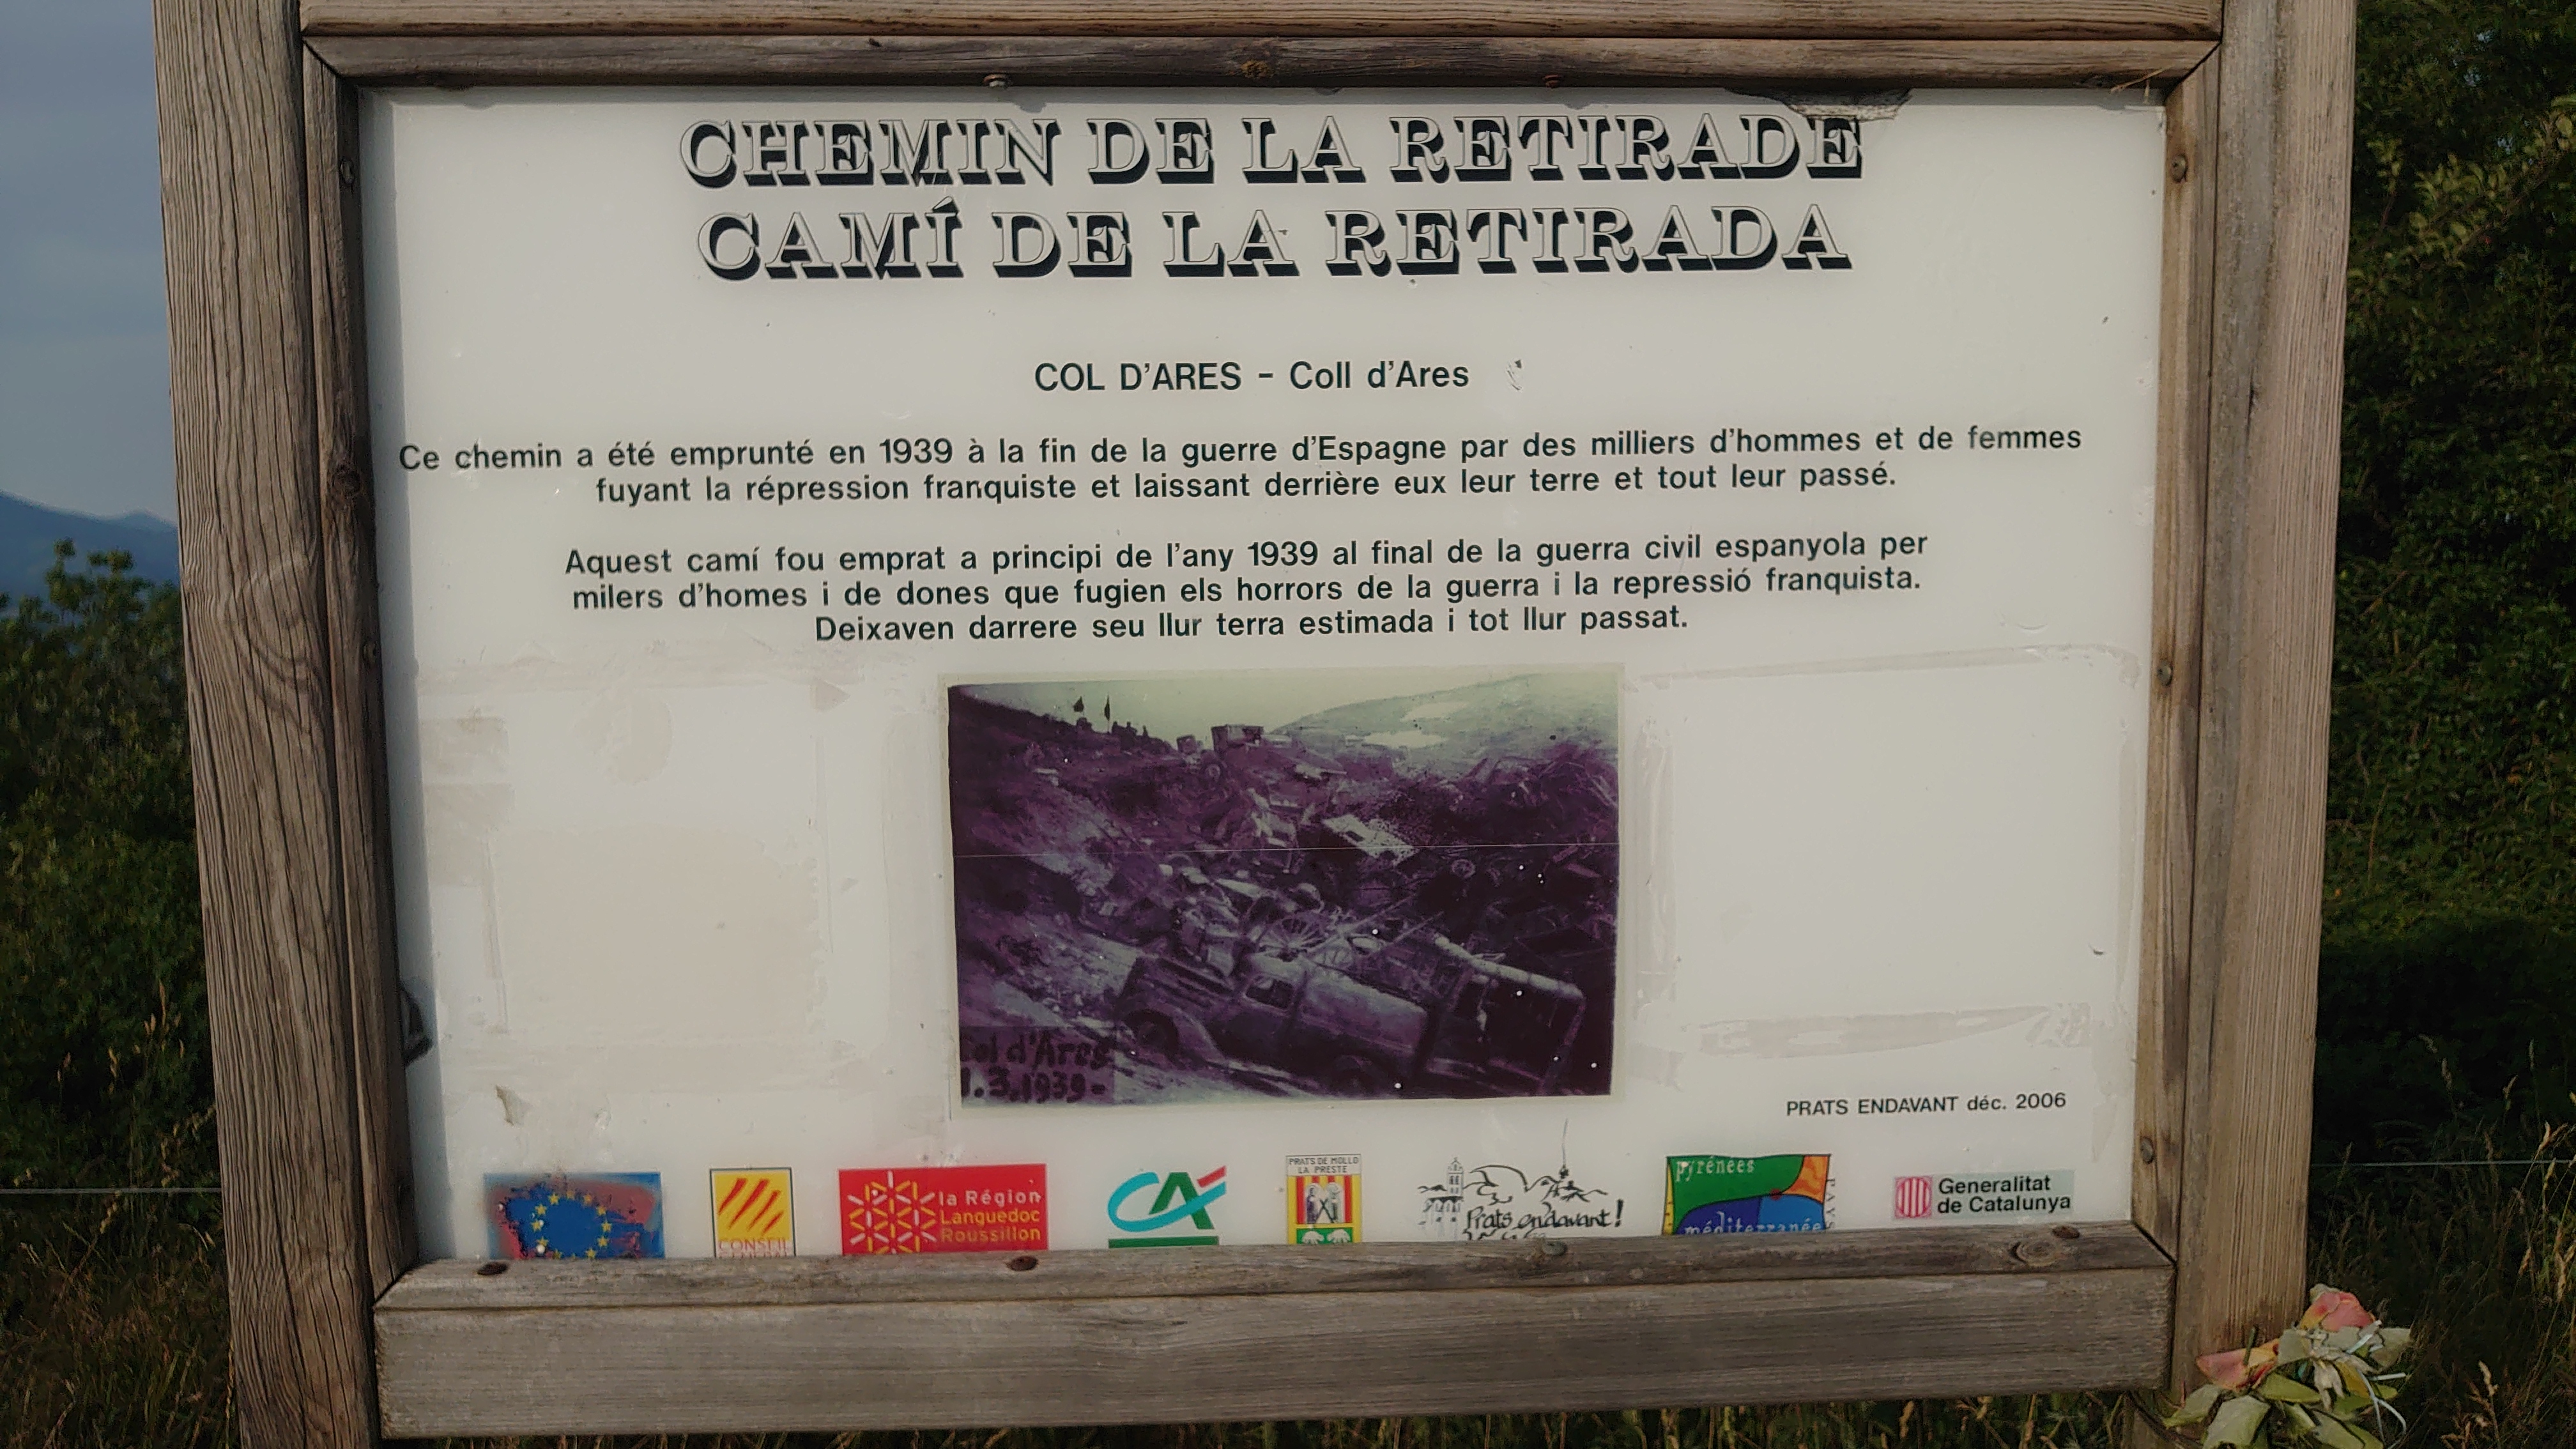 CHEMIN DE LA RETIRADE
CAMÍ DE LA RETIRADA
COL D'ARES - Coll d'Ares
Ce chemin a été emprunté en 1939 à la fin de la guerre d'Espagne par des milliers d'hommes et de femmes
fuyant la répression franquiste et laissant derrière eux leur terre et tout leur passé.
Aquest camí fou emprat a principi de l'any 1939 al final de la guerra civil espanyola per
milers d'homes i de dones que fugien els horrors de la guerra i la repressió franquista.
Deixaven darrere seu llur terra estimada i tot llur passat.
Col d'Ares
1.3.1939-
PRATS ENDAVANT déc. 2006
CONSEIL
la Région
Languedoc
Roussillon
CA
PRATS DE MOLLO
LA PRESTE
Prats endavant!
pyrénées
méditerranée
PAYS
Generalitat
de Catalunya